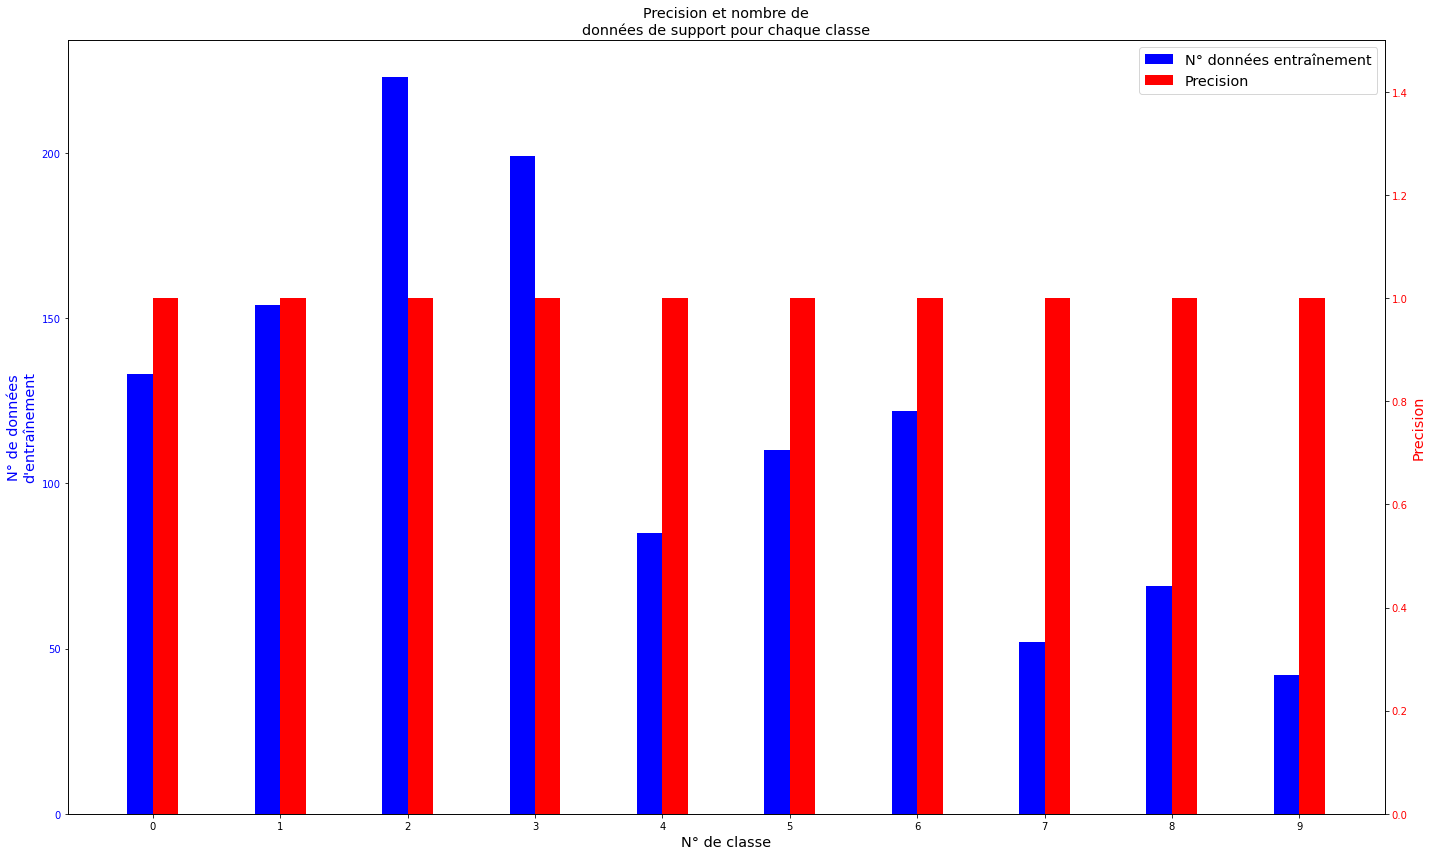 Precision et nombre de
données de support pour chaque classe
N° données entraînement
Precision
N° de données
d'entraînement
200
150
100
50
0
1.4
1.2
1.0
0.8
0.6
0.4
0.2
0.0
Precision
0 1 2 3 4 5 6 7 8 9
N° de classe